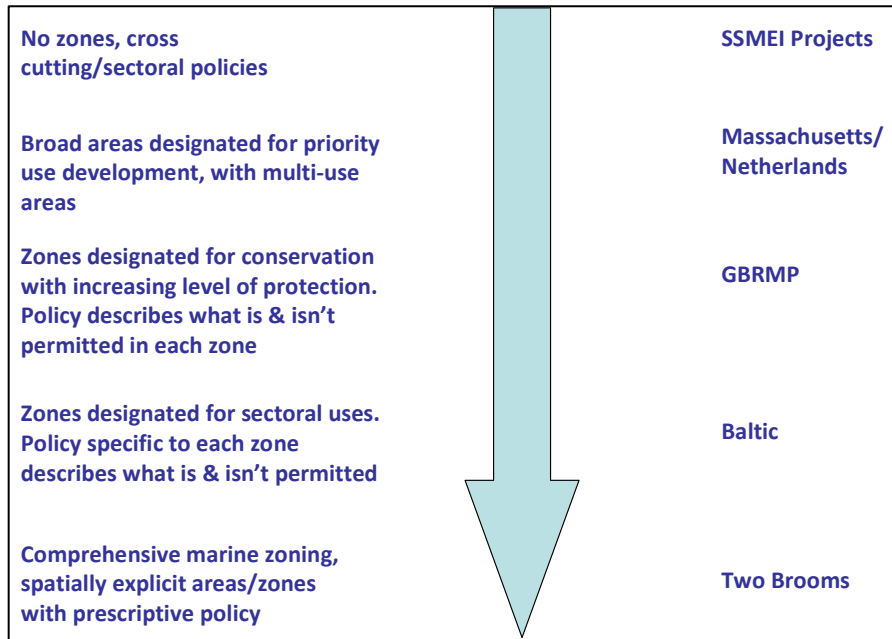 No zones, cross
cutting/sectoral policies
SSMEI Projects
Broad areas designated for priority
use development, with multi-use
areas
Massachusetts/
Netherlands
Zones designated for conservation
with increasing level of protection.
Policy describes what is & isn't
permitted in each zone
GBRMP
Zones designated for sectoral uses.
Policy specific to each zone
describes what is & isn't permitted
Baltic
Comprehensive marine zoning,
spatially explicit areas/zones
with prescriptive policy
Two Brooms